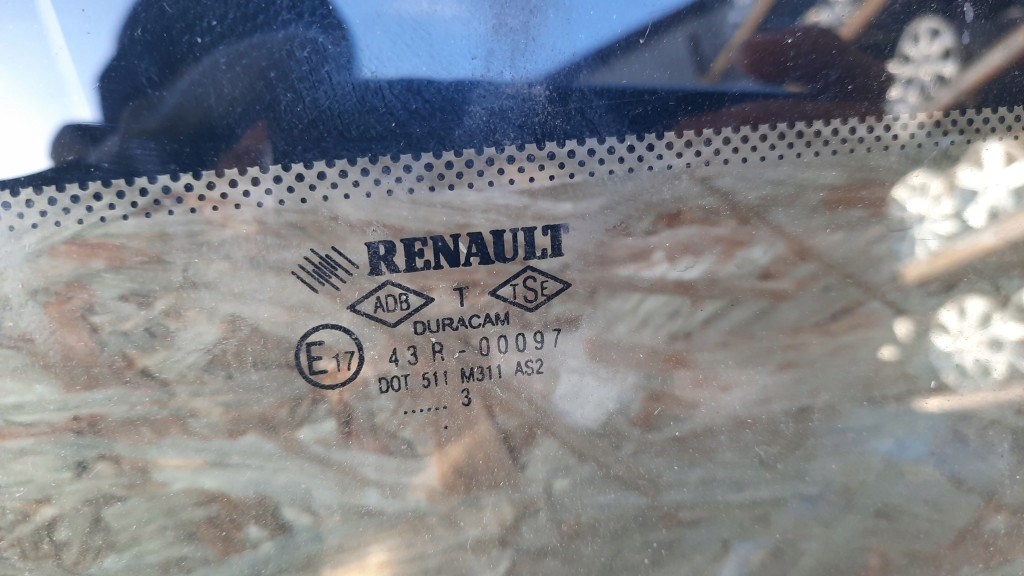 RENAULT
ADB T TSE
DURACAM
E17 43R-00097
DOT 511 M311 AS2
...... 3
.